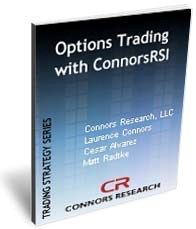 TRADING STRATEGY SERIES
Options Trading
with ConnorsRSI
Connors Research, LLC
Laurence Connors
Cesar Alvarez
Matt Radtke
CR
CONNORS RESEARCH